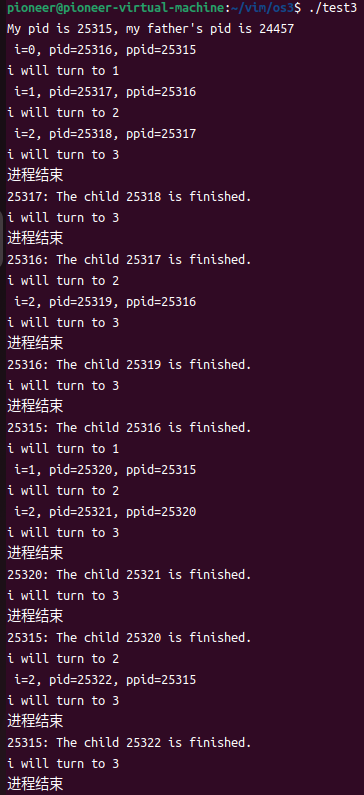 pioneer@pioneer-virtual-machine:~/vim/os3$ ./test3
My pid is 25315, my father's pid is 24457
 i=0, pid=25316, ppid=25315
i will turn to 1
 i=1, pid=25317, ppid=25316
i will turn to 2
 i=2, pid=25318, ppid=25317
i will turn to 3
进程结束
25317: The child 25318 is finished.
i will turn to 3
进程结束
25316: The child 25317 is finished.
i will turn to 2
 i=2, pid=25319, ppid=25316
i will turn to 3
进程结束
25316: The child 25319 is finished.
i will turn to 3
进程结束
25315: The child 25316 is finished.
i will turn to 1
 i=1, pid=25320, ppid=25315
i will turn to 2
 i=2, pid=25321, ppid=25320
i will turn to 3
进程结束
25320: The child 25321 is finished.
i will turn to 3
进程结束
25315: The child 25320 is finished.
i will turn to 2
 i=2, pid=25322, ppid=25315
i will turn to 3
进程结束
25315: The child 25322 is finished.
i will turn to 3
进程结束